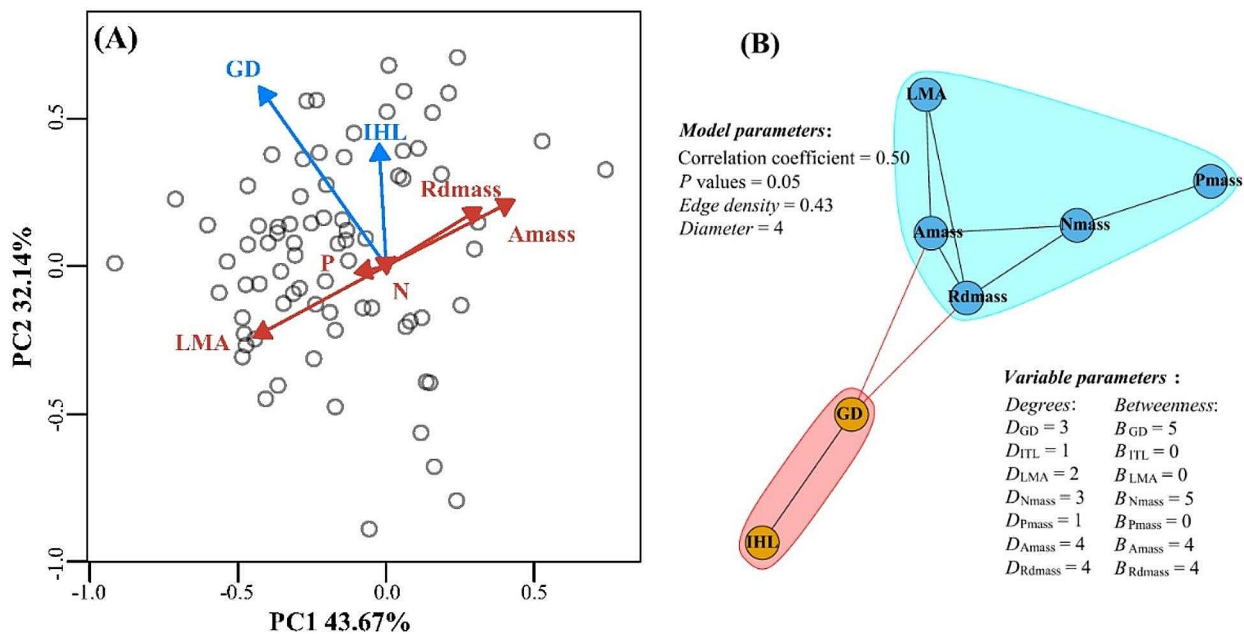 (A)
GD
IHL
Rdmass
Amass
P
N
LMA
0.5
0.0
-0.5
-1.0
PC2 32.14%
-1.0
-0.5
0.0
0.5
PC1 43.67%
(B)
Model parameters:
Correlation coefficient = 0.50
P values = 0.05
Edge density = 0.43
Diameter = 4
LMA
Pmass
Amass
Nmass
Rdmass
GD
IHL
Variable parameters :
Degrees: Betweenness:
DGD = 3 BGD = 5
DITL = 1 BITL = 0
DLMA = 2 BLMA = 0
DNmass = 3 BNmass = 5
DPmass = 1 BPmass = 0
DAmass = 4 BAmass = 4
DRdmass = 4 BRdmass = 4